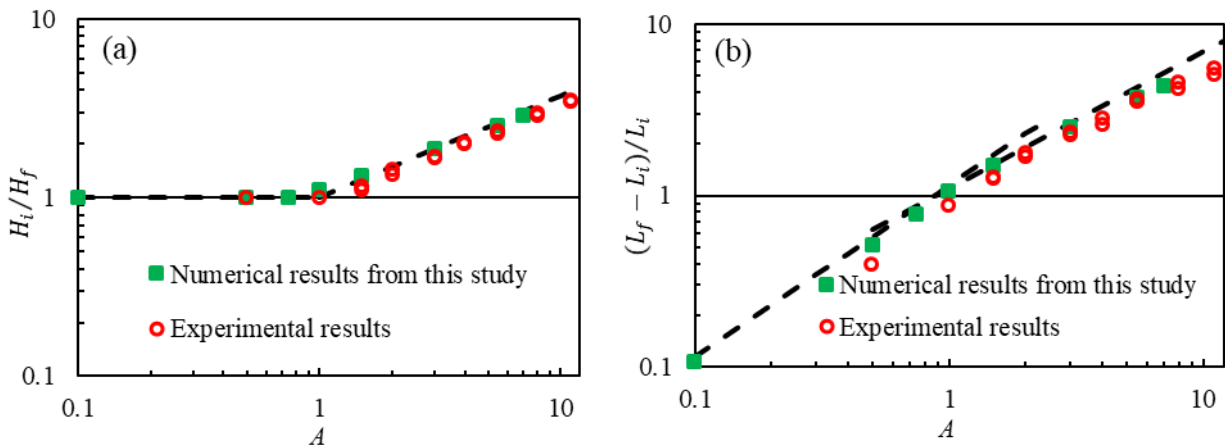 10
(a)
H_i/H_f
1
Numerical results from this study
Experimental results
0.1
0.1 1 10
A
10
(b)
(L_f − L_i)/L_i
1
Numerical results from this study
Experimental results
0.1
0.1 1 10
A